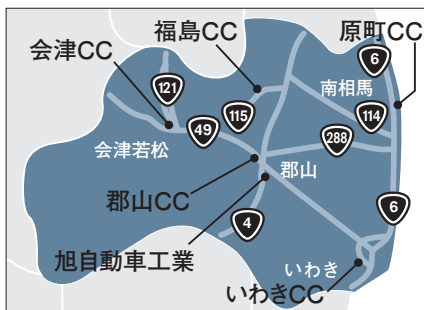 福島CC
原町CC
会津CC
6
南相馬
121
115
114
49
288
会津若松
郡山
郡山CC
4
6
旭自動車工業
いわき
いわきCC